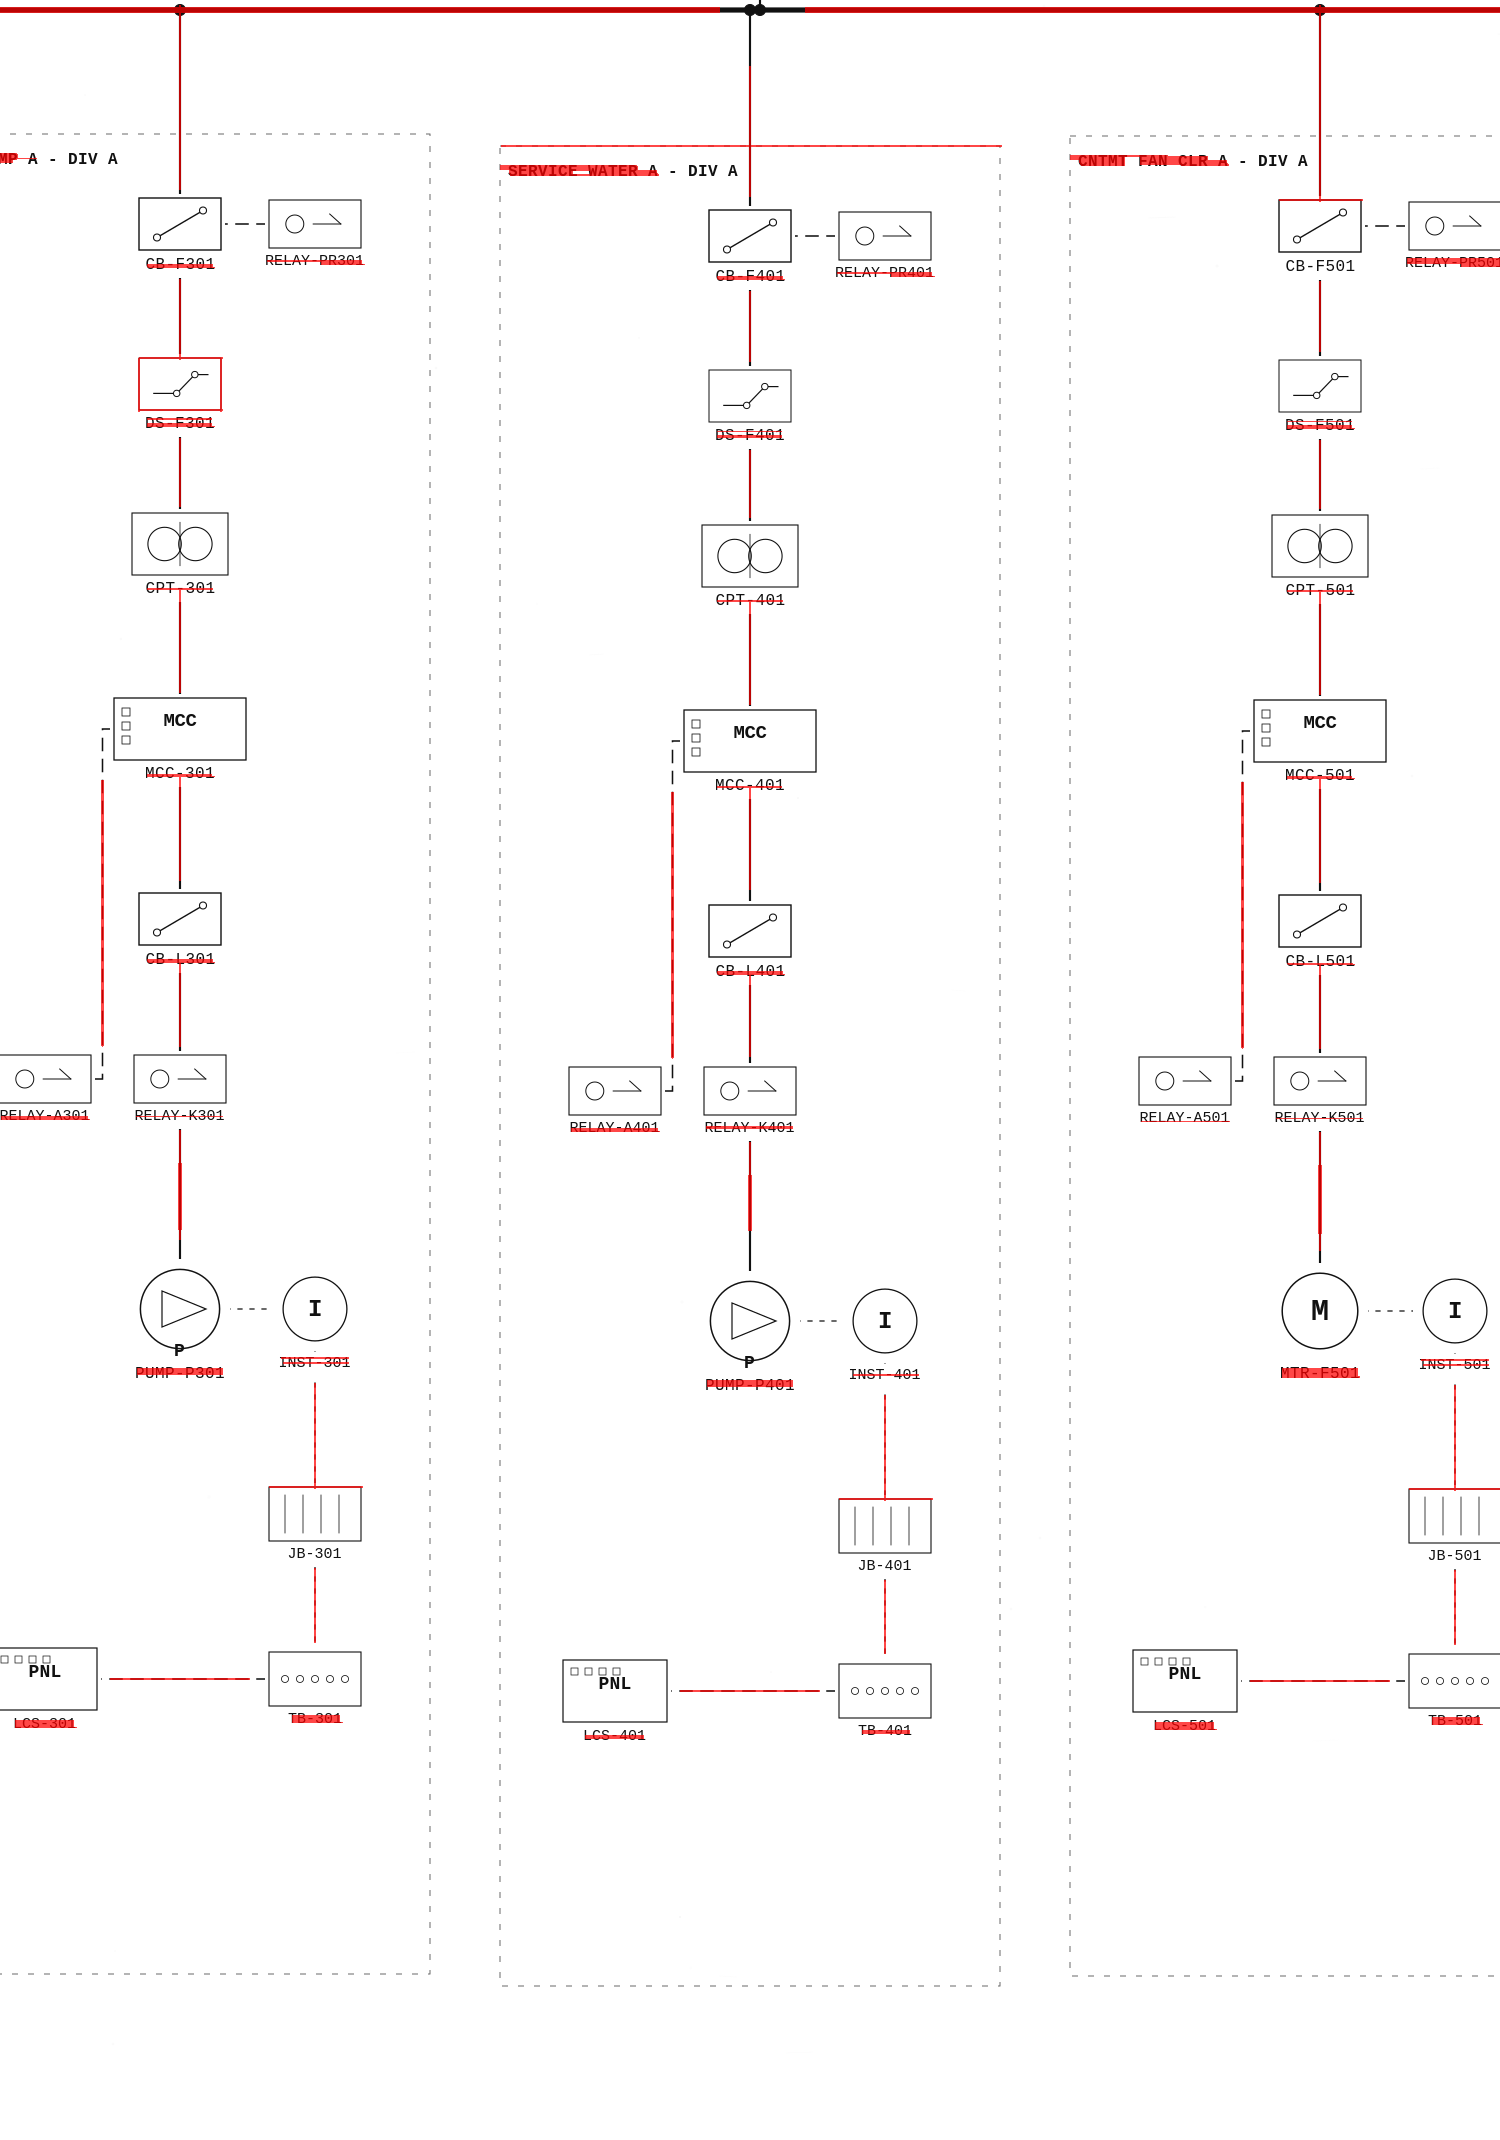 MP A - DIV A
CB-F301
RELAY-PR301
DS-F301
CPT-301
MCC
MCC-301
CB-L301
RELAY-A301
RELAY-K301
P
PUMP-P301
I
INST-301
JB-301
PNL
LCS-301
TB-301
SERVICE WATER A - DIV A
CB-F401
RELAY-PR401
DS-F401
CPT-401
MCC
MCC-401
CB-L401
RELAY-A401
RELAY-K401
P
PUMP-P401
I
INST-401
JB-401
PNL
LCS-401
TB-401
CNTMT FAN CLR A - DIV A
CB-F501
RELAY-PR501
DS-F501
CPT-501
MCC
MCC-501
CB-L501
RELAY-A501
RELAY-K501
M
MTR-F501
I
INST-501
JB-501
PNL
LCS-501
TB-501